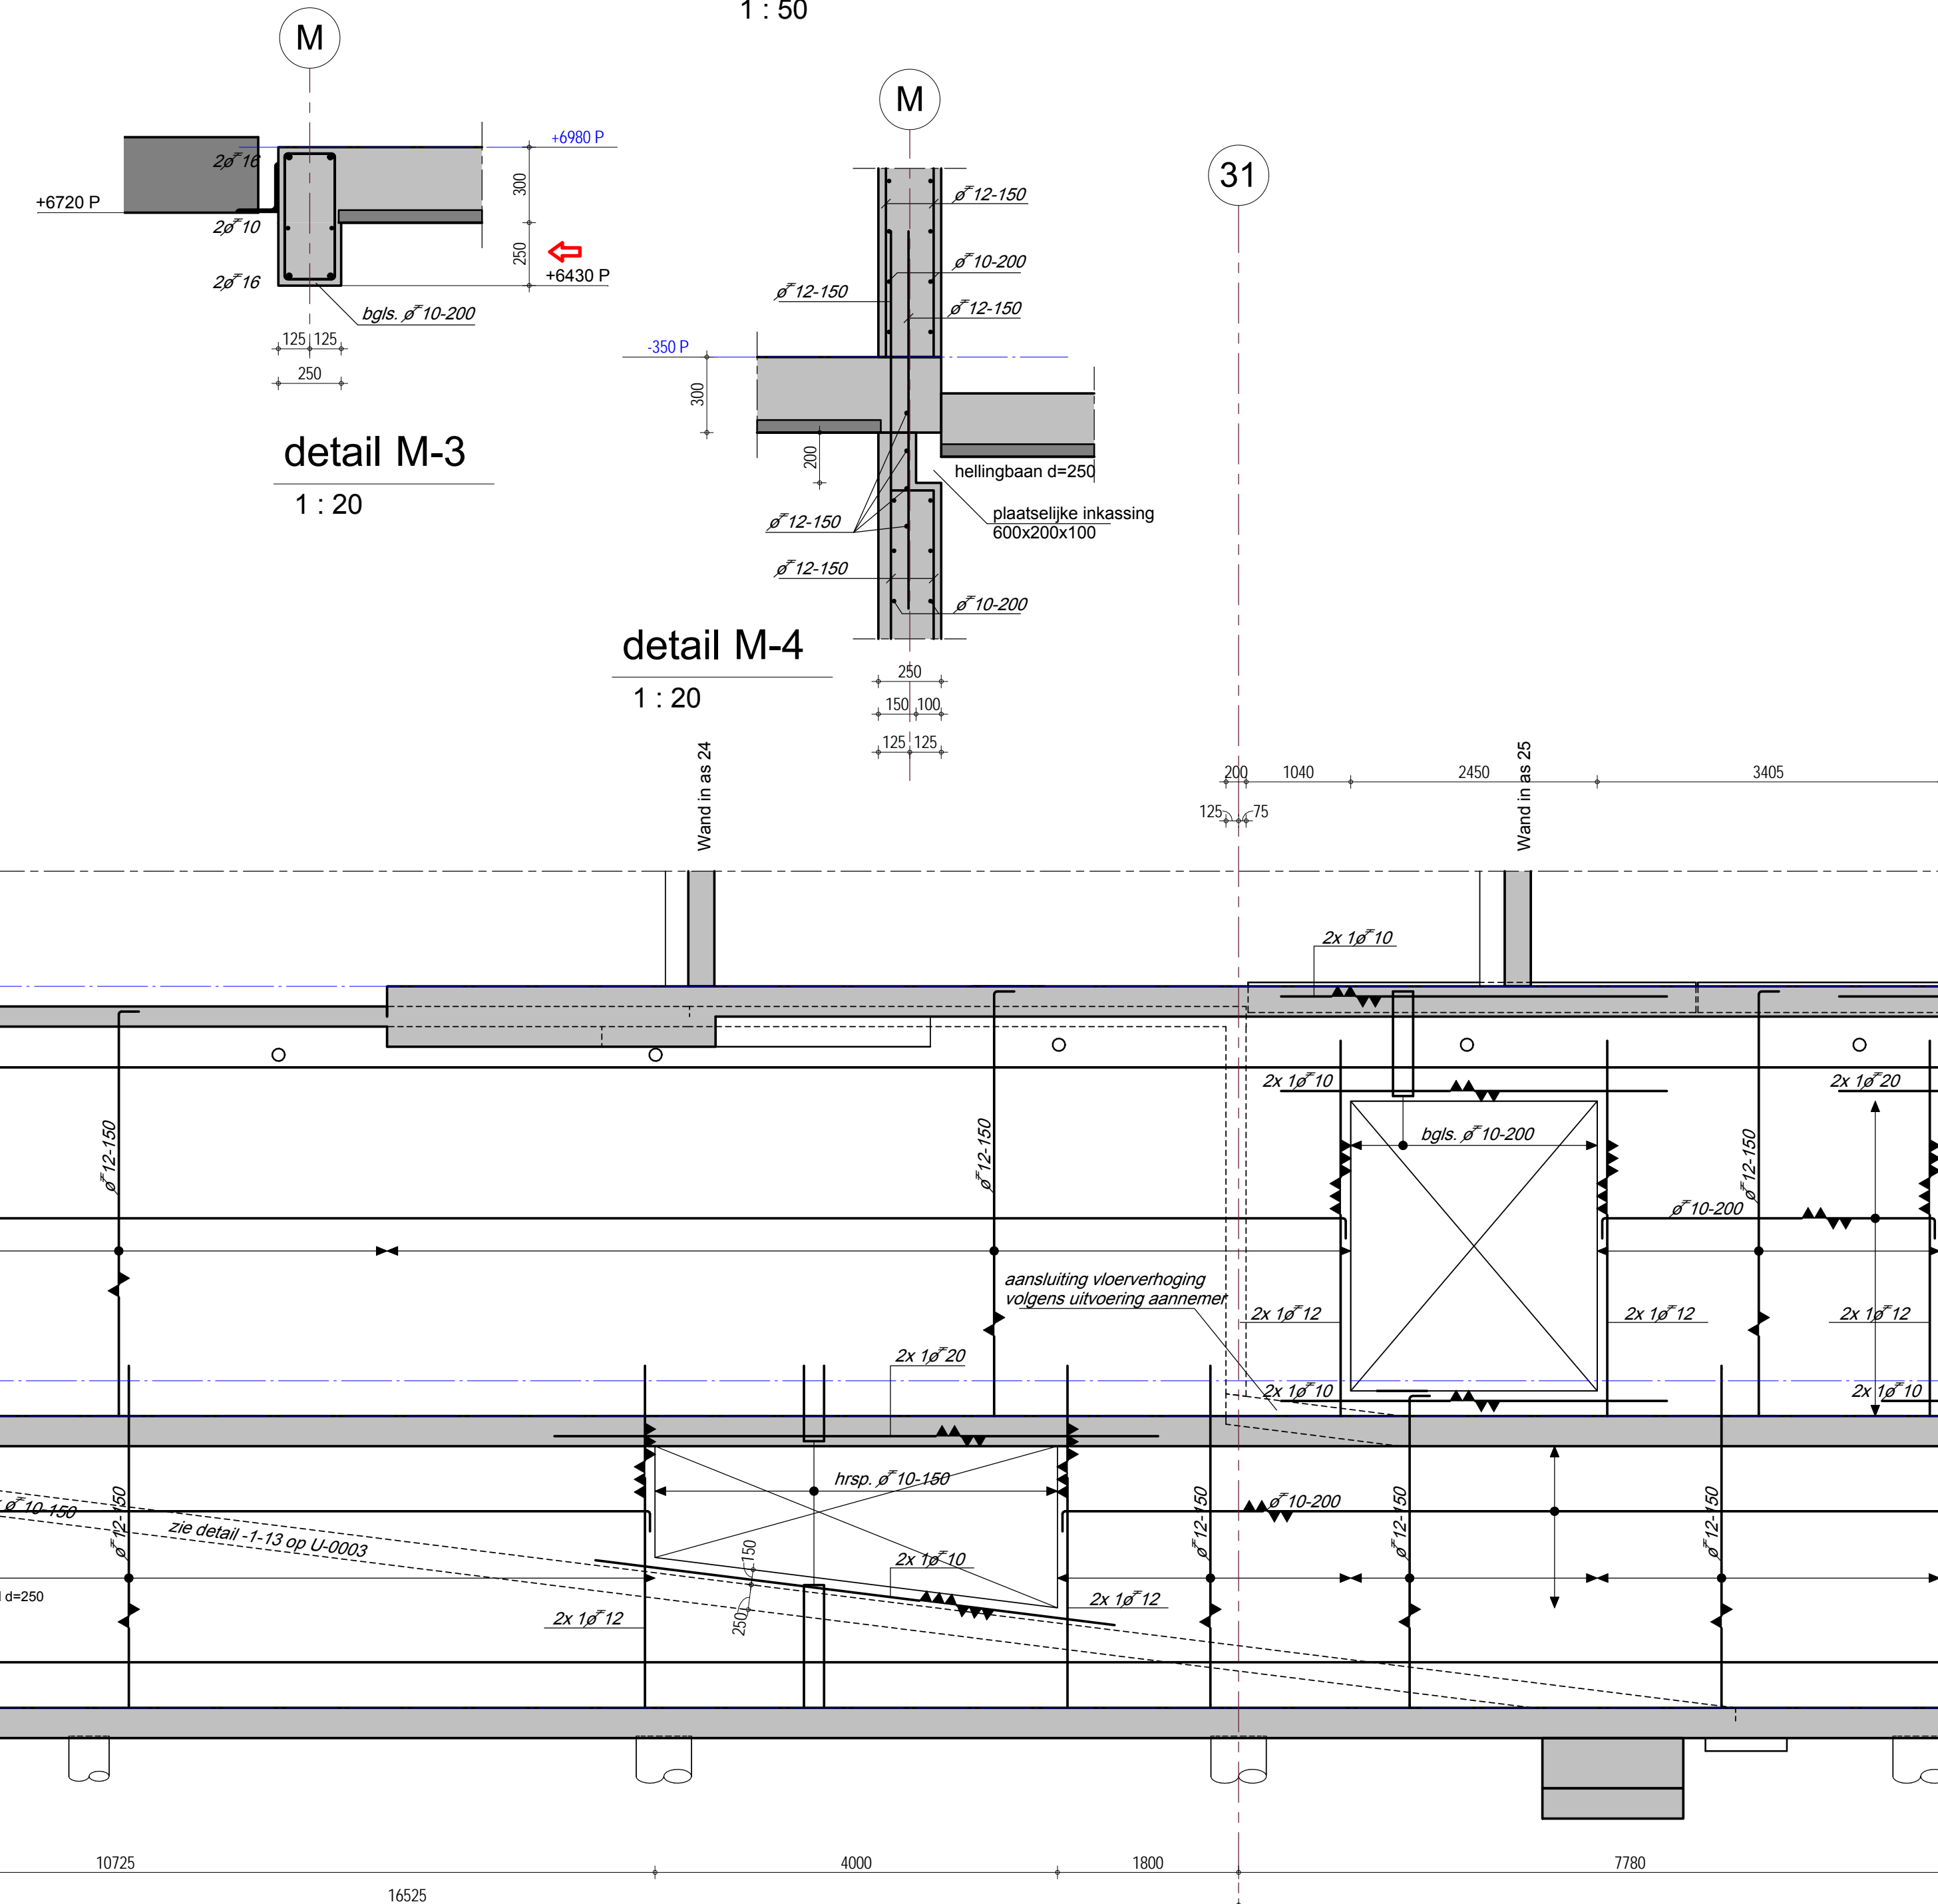 1 : 50
M
+6980 P
2ø16
300
+6720 P
2ø10
250
+6430 P
2ø16
bgls. ø10-200
125 125
250
detail M-3
1 : 20
M
ø12-150
ø10-200
ø12-150
ø12-150
-350 P
300
200
hellingbaan d=250
plaatselijke inkassing
600x200x100
ø12-150
ø12-150
ø10-200
detail M-4
1 : 20
250
150 100
125 125
31
Wand in as 24
Wand in as 25
200 1040 2450 3405
125 75
2x 1ø10
2x 1ø10
2x 1ø20
bgls. ø10-200
ø12-150
ø12-150
ø12-150
ø10-200
aansluiting vloerverhoging
volgens uitvoering aannemer
2x 1ø12
2x 1ø12
2x 1ø12
2x 1ø20
2x 1ø10
2x 1ø10
hrsp. ø10-150
ø10-150
ø12-150
zie detail -1-13 op U-0003
ø12-150
ø10-200
ø12-150
ø12-150
150
2x 1ø10
d=250
250
2x 1ø12
2x 1ø12
10725 4000 1800 7780
16525